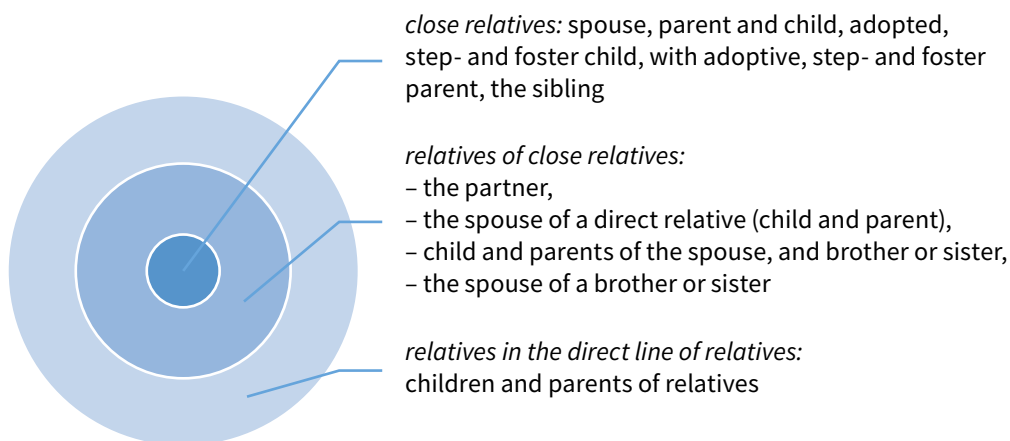 close relatives: spouse, parent and child, adopted,
step- and foster child, with adoptive, step- and foster
parent, the sibling
relatives of close relatives:
– the partner,
– the spouse of a direct relative (child and parent),
– child and parents of the spouse, and brother or sister,
– the spouse of a brother or sister
relatives in the direct line of relatives:
children and parents of relatives